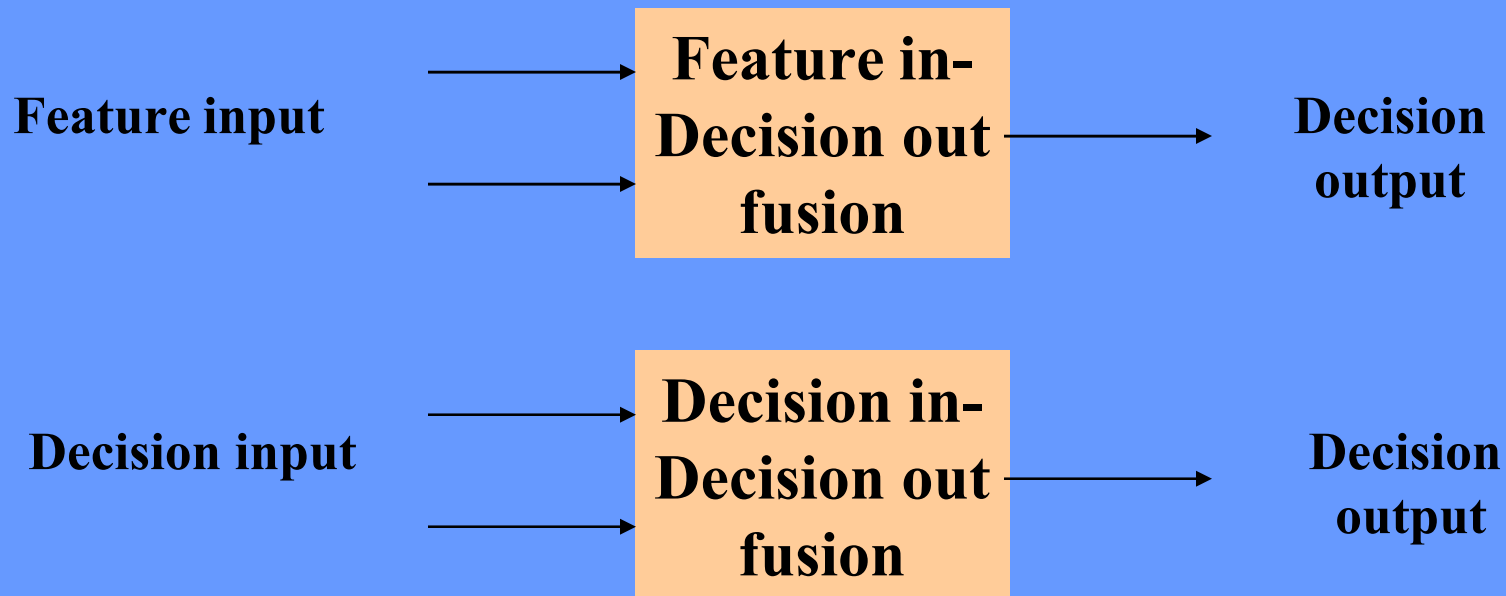 Feature input
Feature in-
Decision out
fusion
Decision
output
Decision input
Decision in-
Decision out
fusion
Decision
output